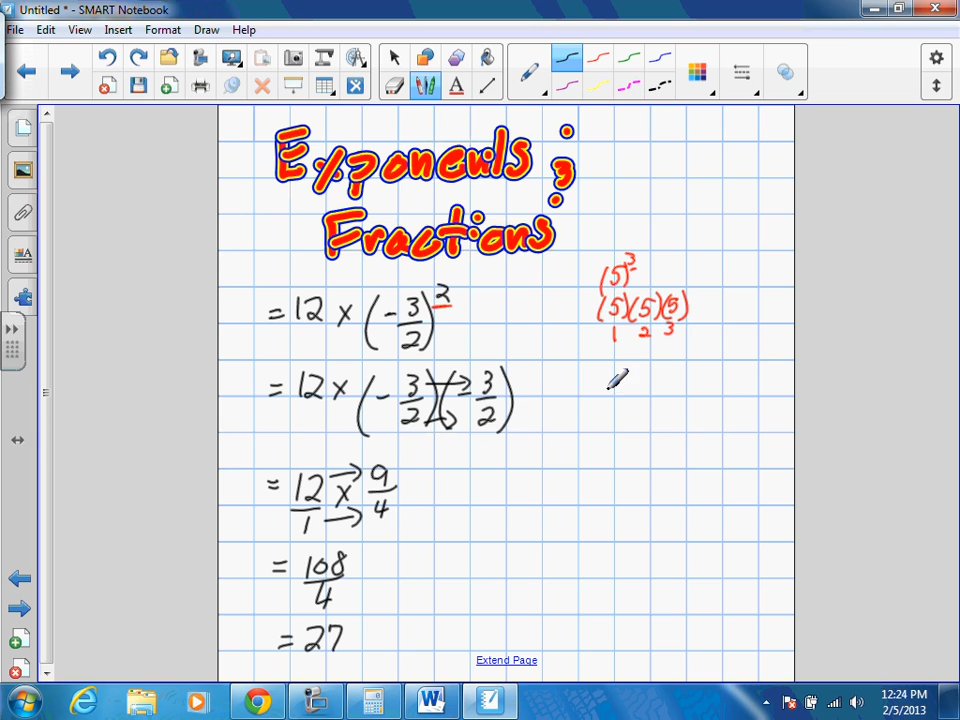 Untitled * - SMART Notebook
File Edit View Insert Format Draw Help
Exponents ;
Fractions
= 12 × (-3/2)^2
= 12 × (-3/2)(-3/2)
= 12/1 × 9/4
= 108/4
= 27
(5)^3
(5)(5)(5)
1 2 3
Extend Page
W
12:24 PM
2/5/2013